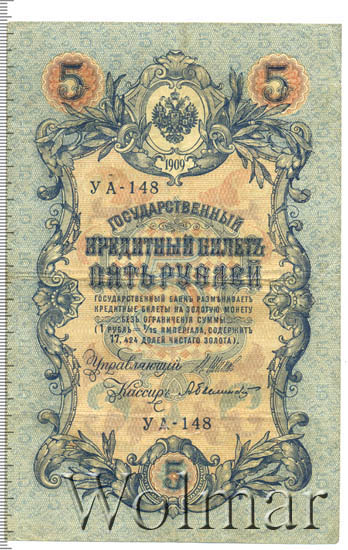 5 5
1909
УА-148
ГОСУДАРСТВЕННЫЙ
КРЕДИТНЫЙ БИЛЕТЪ
ПЯТЬ РУБЛЕЙ
ГОСУДАРСТВЕННЫЙ БАНКЪ РАЗМѢНИВАЕТЪ
КРЕДИТНЫЕ БИЛЕТЫ НА ЗОЛОТУЮ МОНЕТУ
БЕЗЪ ОГРАНИЧЕНІЯ СУММЫ
(1 РУБЛЬ = 1/15 ИМПЕРІАЛА, СОДЕРЖИТЪ
17,424 ДОЛЕЙ ЧИСТАГО ЗОЛОТА).
Управляющій
Кассиръ
УА-148
5
Wolmar